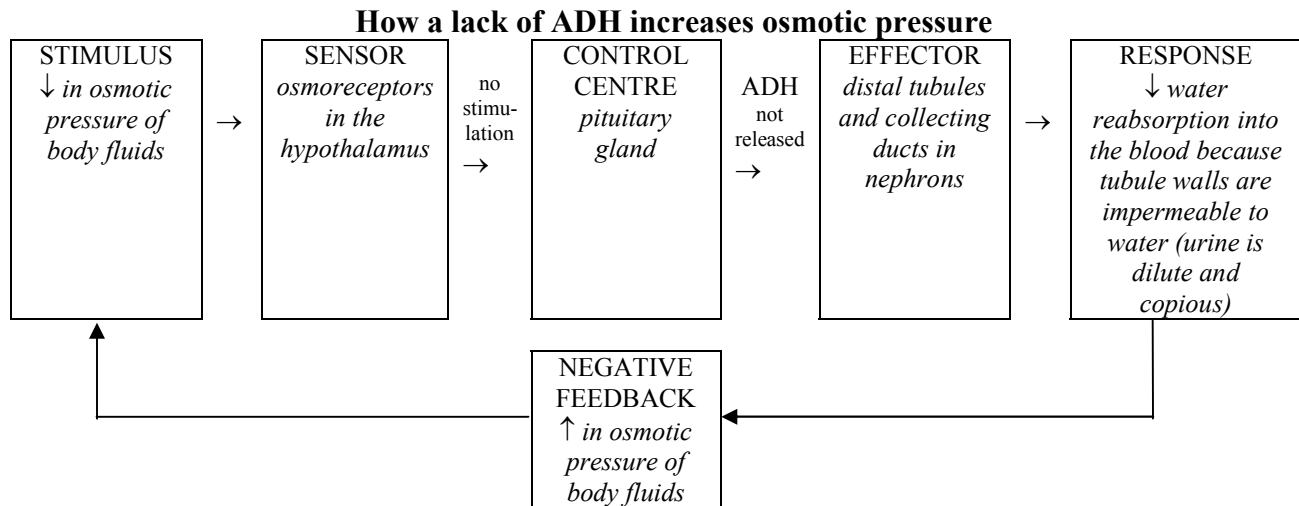 How a lack of ADH increases osmotic pressure
STIMULUS
↓ in osmotic
pressure of
body fluids
→
SENSOR
osmoreceptors
in the
hypothalamus
no
stimu-
lation
→
CONTROL
CENTRE
pituitary
gland
ADH
not
released
→
EFFECTOR
distal tubules
and collecting
ducts in
nephrons
→
RESPONSE
↓ water
reabsorption into
the blood because
tubule walls are
impermeable to
water (urine is
dilute and
copious)
NEGATIVE
FEEDBACK
↑ in osmotic
pressure of
body fluids